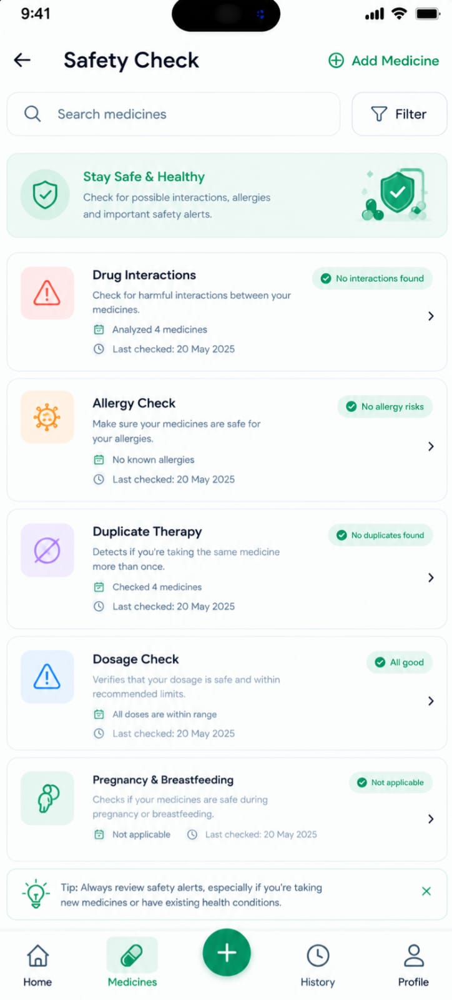 9:41
Safety Check
Add Medicine
Search medicines
Filter
Stay Safe & Healthy
Check for possible interactions, allergies
and important safety alerts.
Drug Interactions
No interactions found
Check for harmful interactions between your
medicines.
Analyzed 4 medicines
Last checked: 20 May 2025
Allergy Check
No allergy risks
Make sure your medicines are safe for
your allergies.
No known allergies
Last checked: 20 May 2025
Duplicate Therapy
No duplicates found
Detects if you're taking the same medicine
more than once.
Checked 4 medicines
Last checked: 20 May 2025
Dosage Check
All good
Verifies that your dosage is safe and within
recommended limits.
All doses are within range
Last checked: 20 May 2025
Pregnancy & Breastfeeding
Not applicable
Checks if your medicines are safe during
pregnancy or breastfeeding.
Not applicable Last checked: 20 May 2025
Tip: Always review safety alerts, especially if you're taking
new medicines or have existing health conditions.
Home
Medicines
History
Profile